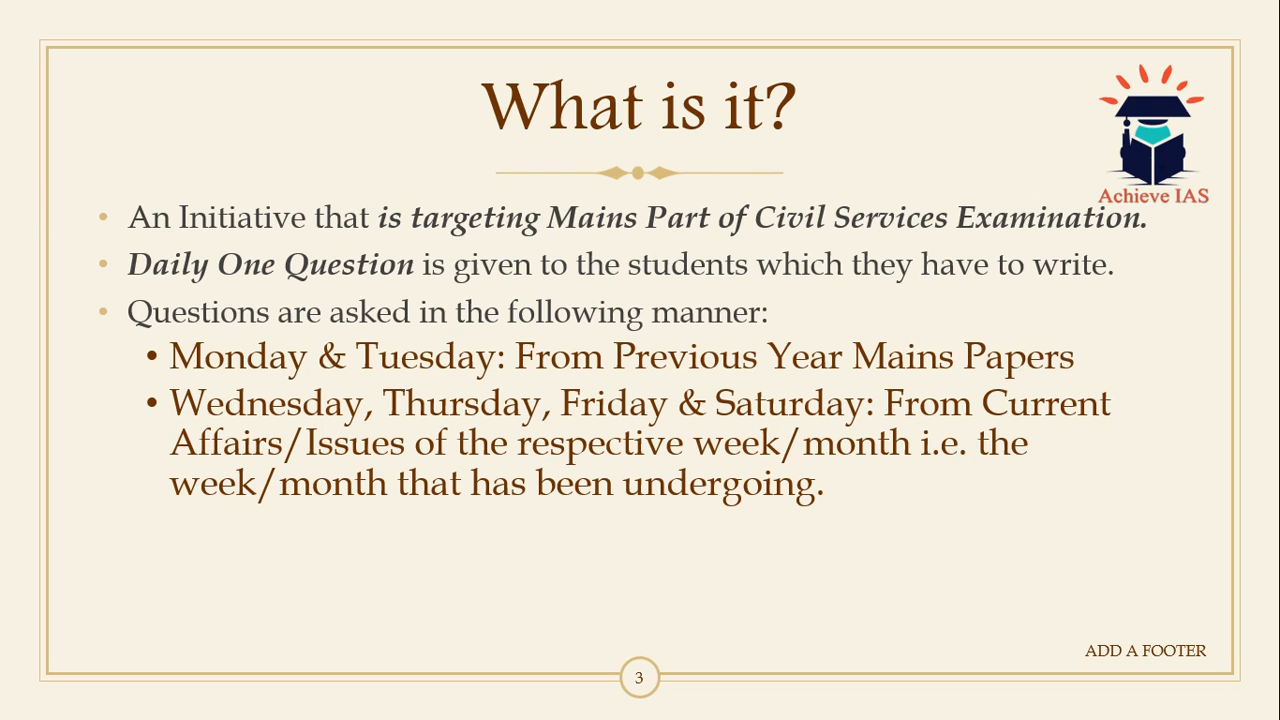 What is it?
Achieve IAS
• An Initiative that is targeting Mains Part of Civil Services Examination.
• Daily One Question is given to the students which they have to write.
• Questions are asked in the following manner:
• Monday & Tuesday: From Previous Year Mains Papers
• Wednesday, Thursday, Friday & Saturday: From Current
Affairs/Issues of the respective week/month i.e. the
week/month that has been undergoing.
ADD A FOOTER
3